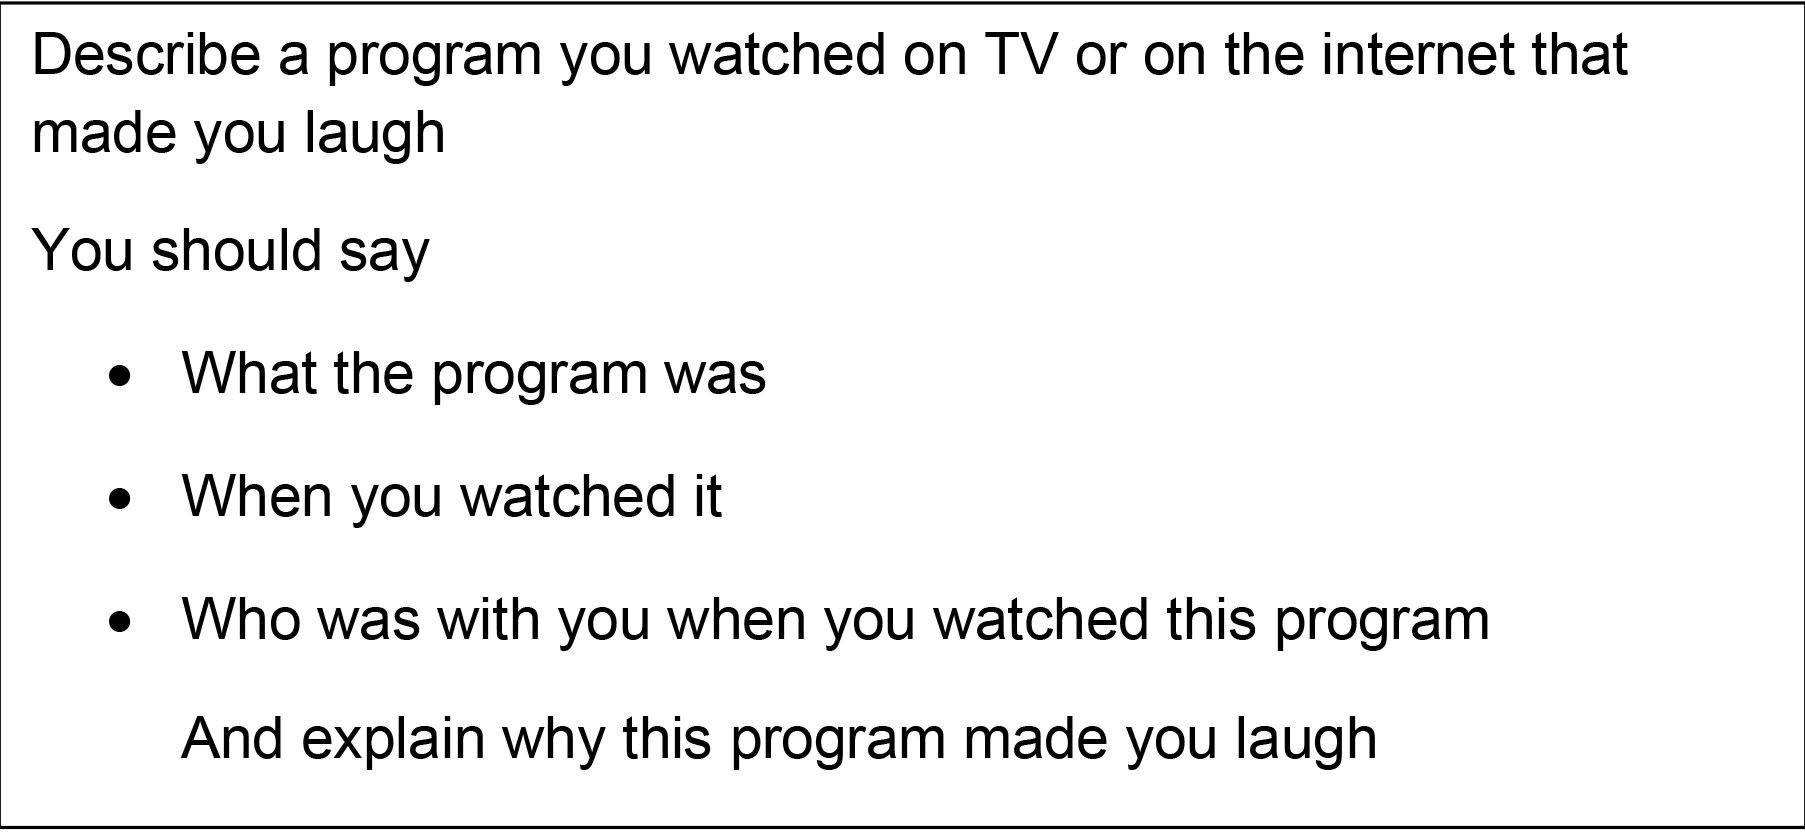 Describe a program you watched on TV or on the internet that
made you laugh
You should say
• What the program was
• When you watched it
• Who was with you when you watched this program
And explain why this program made you laugh